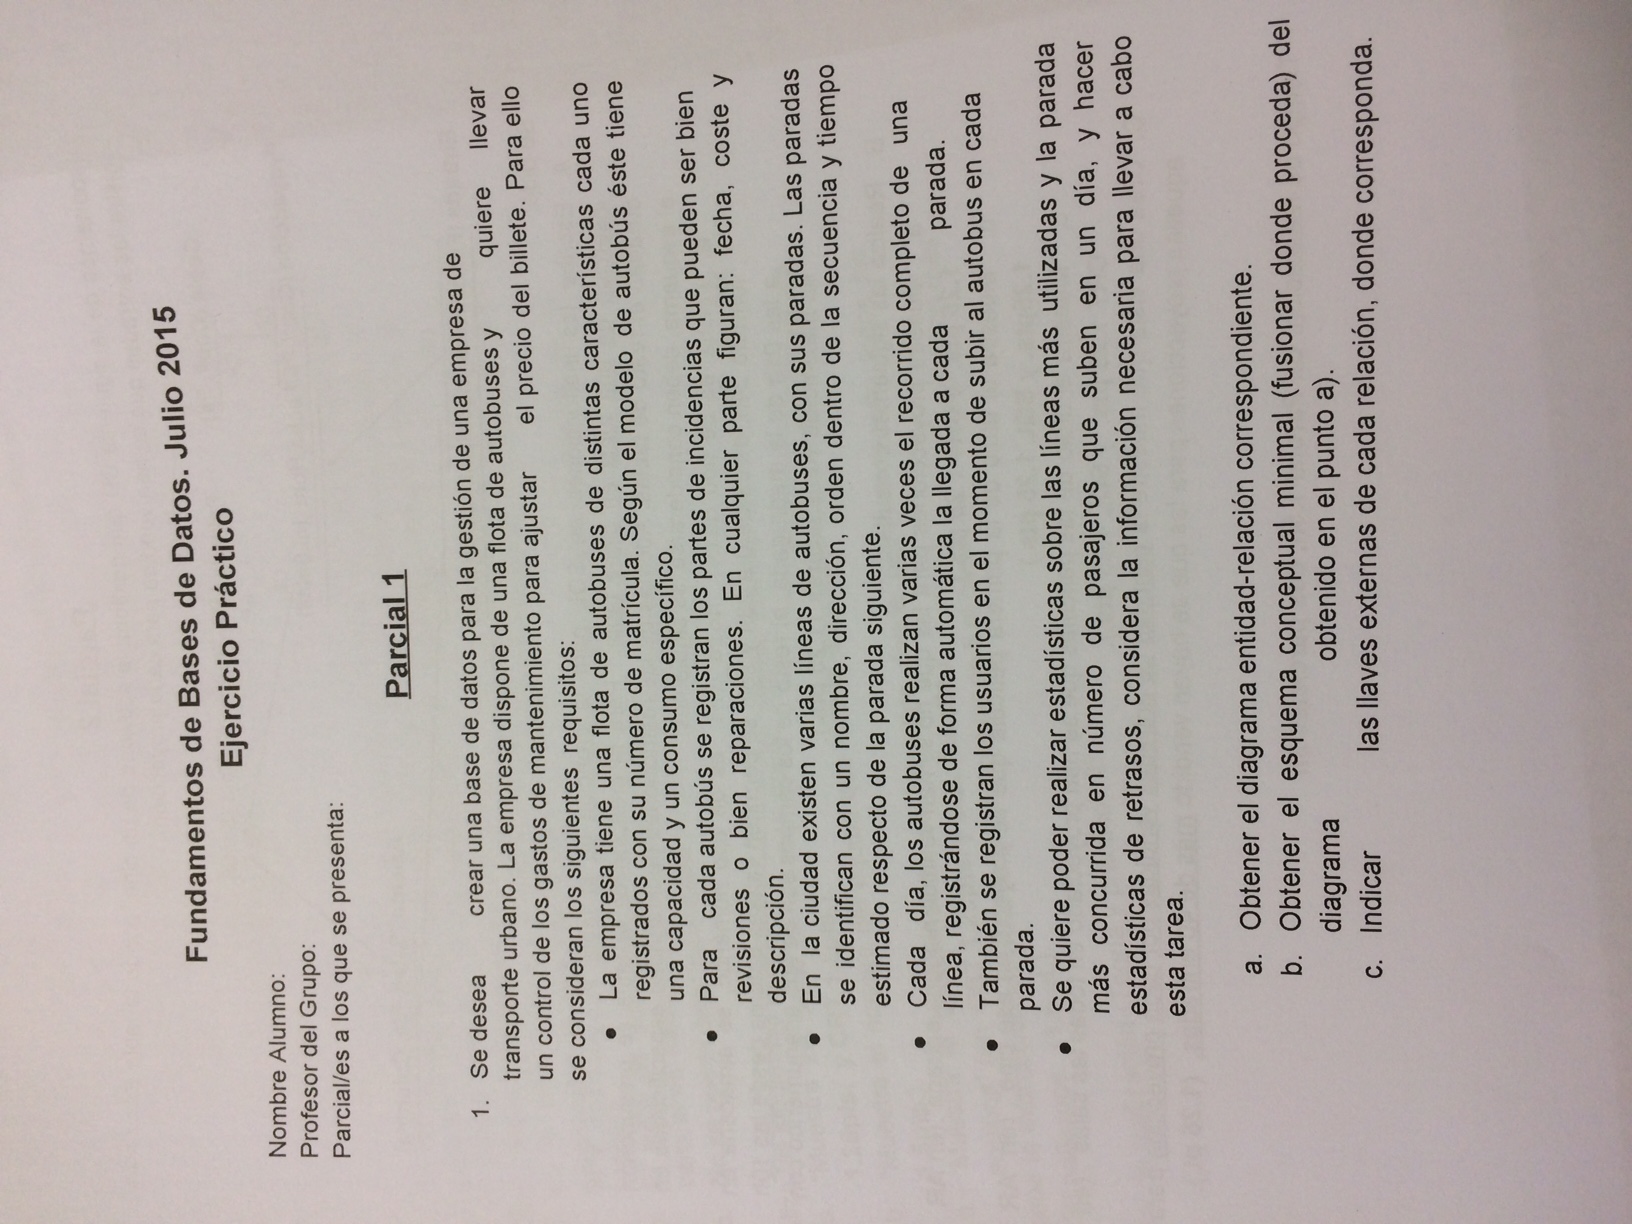 Fundamentos de Bases de Datos. Julio 2015
Ejercicio Práctico
Nombre Alumno:
Profesor del Grupo:
Parcial/es a los que se presenta:
Parcial 1
1. Se desea crear una base de datos para la gestión de una empresa de
transporte urbano. La empresa dispone de una flota de autobuses y quiere llevar
un control de los gastos de mantenimiento para ajustar el precio del billete. Para ello
se consideran los siguientes requisitos:
• La empresa tiene una flota de autobuses de distintas características cada uno
registrados con su número de matrícula. Según el modelo de autobús éste tiene
una capacidad y un consumo específico.
• Para cada autobús se registran los partes de incidencias que pueden ser bien
revisiones o bien reparaciones. En cualquier parte figuran: fecha, coste y
descripción.
• En la ciudad existen varias líneas de autobuses, con sus paradas. Las paradas
se identifican con un nombre, dirección, orden dentro de la secuencia y tiempo
estimado respecto de la parada siguiente.
• Cada día, los autobuses realizan varias veces el recorrido completo de una
línea, registrándose de forma automática la llegada a cada parada.
• También se registran los usuarios en el momento de subir al autobus en cada
parada.
• Se quiere poder realizar estadísticas sobre las líneas más utilizadas y la parada
más concurrida en número de pasajeros que suben en un día, y hacer
estadísticas de retrasos, considera la información necesaria para llevar a cabo
esta tarea.
a. Obtener el diagrama entidad-relación correspondiente.
b. Obtener el esquema conceptual minimal (fusionar donde proceda) del
diagrama obtenido en el punto a).
c. Indicar las llaves externas de cada relación, donde corresponda.